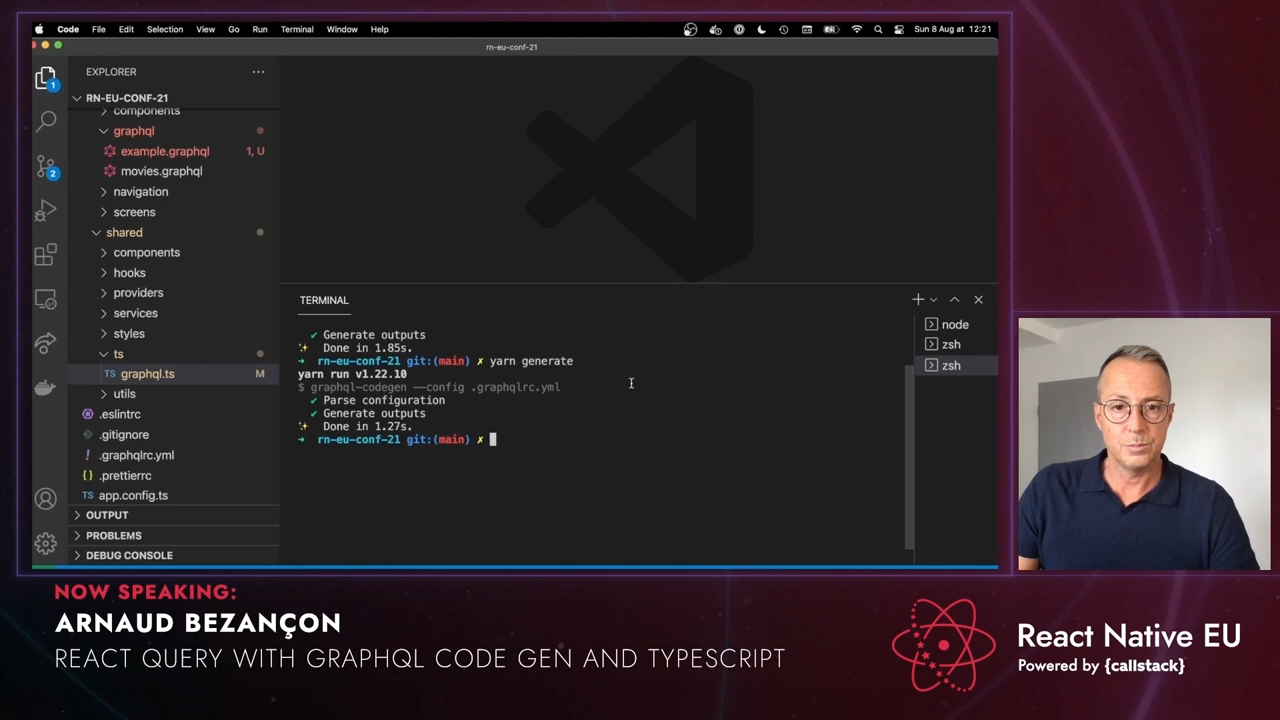 Code File Edit Selection View Go Run Terminal Window Help Sun 8 Aug at 12:21
rn-eu-conf-21
EXPLORER
RN-EU-CONF-21
components
graphql
example.graphql 1, U
movies.graphql
navigation
screens
shared
components
hooks
providers
services
styles
ts
TS graphql.ts M
utils
.eslintrc
.gitignore
! .graphqlrc.yml
{} .prettierrc
TS app.config.ts
OUTPUT
PROBLEMS
DEBUG CONSOLE
1
2
TERMINAL
✔ Generate outputs
✨ Done in 1.85s.
➜ rn-eu-conf-21 git:(main) ✗ yarn generate
yarn run v1.22.10
$ graphql-codegen --config .graphqlrc.yml
✔ Parse configuration
✔ Generate outputs
✨ Done in 1.27s.
➜ rn-eu-conf-21 git:(main) ✗
node
zsh
zsh
NOW SPEAKING:
ARNAUD BEZANÇON
REACT QUERY WITH GRAPHQL CODE GEN AND TYPESCRIPT
React Native EU
Powered by {callstack}